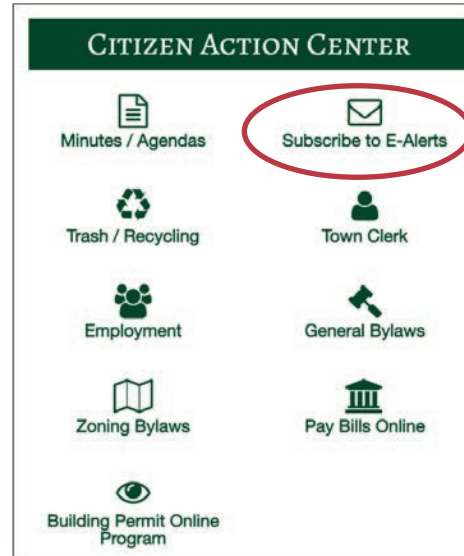 CITIZEN ACTION CENTER
Minutes / Agendas
Subscribe to E-Alerts
Trash / Recycling
Town Clerk
Employment
General Bylaws
Zoning Bylaws
Pay Bills Online
Building Permit Online
Program